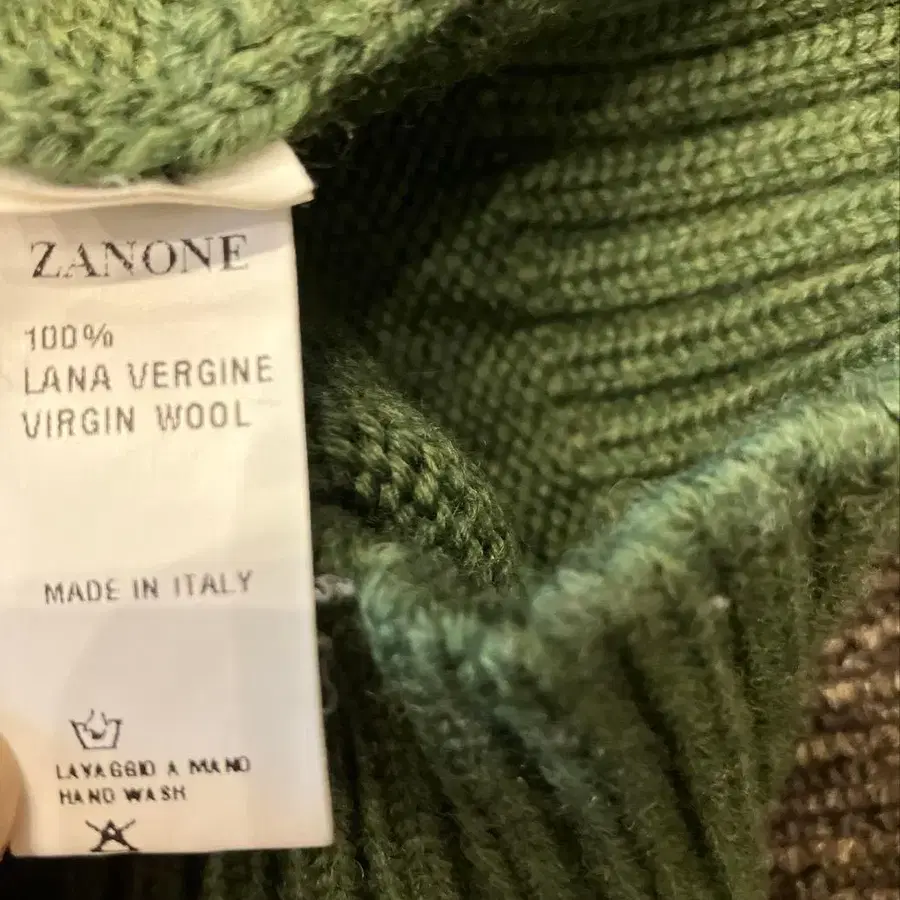 ZANONE
100%
LANA VERGINE
VIRGIN WOOL
MADE IN ITALY
LAVAGGIO A MANO
HAND WASH
A